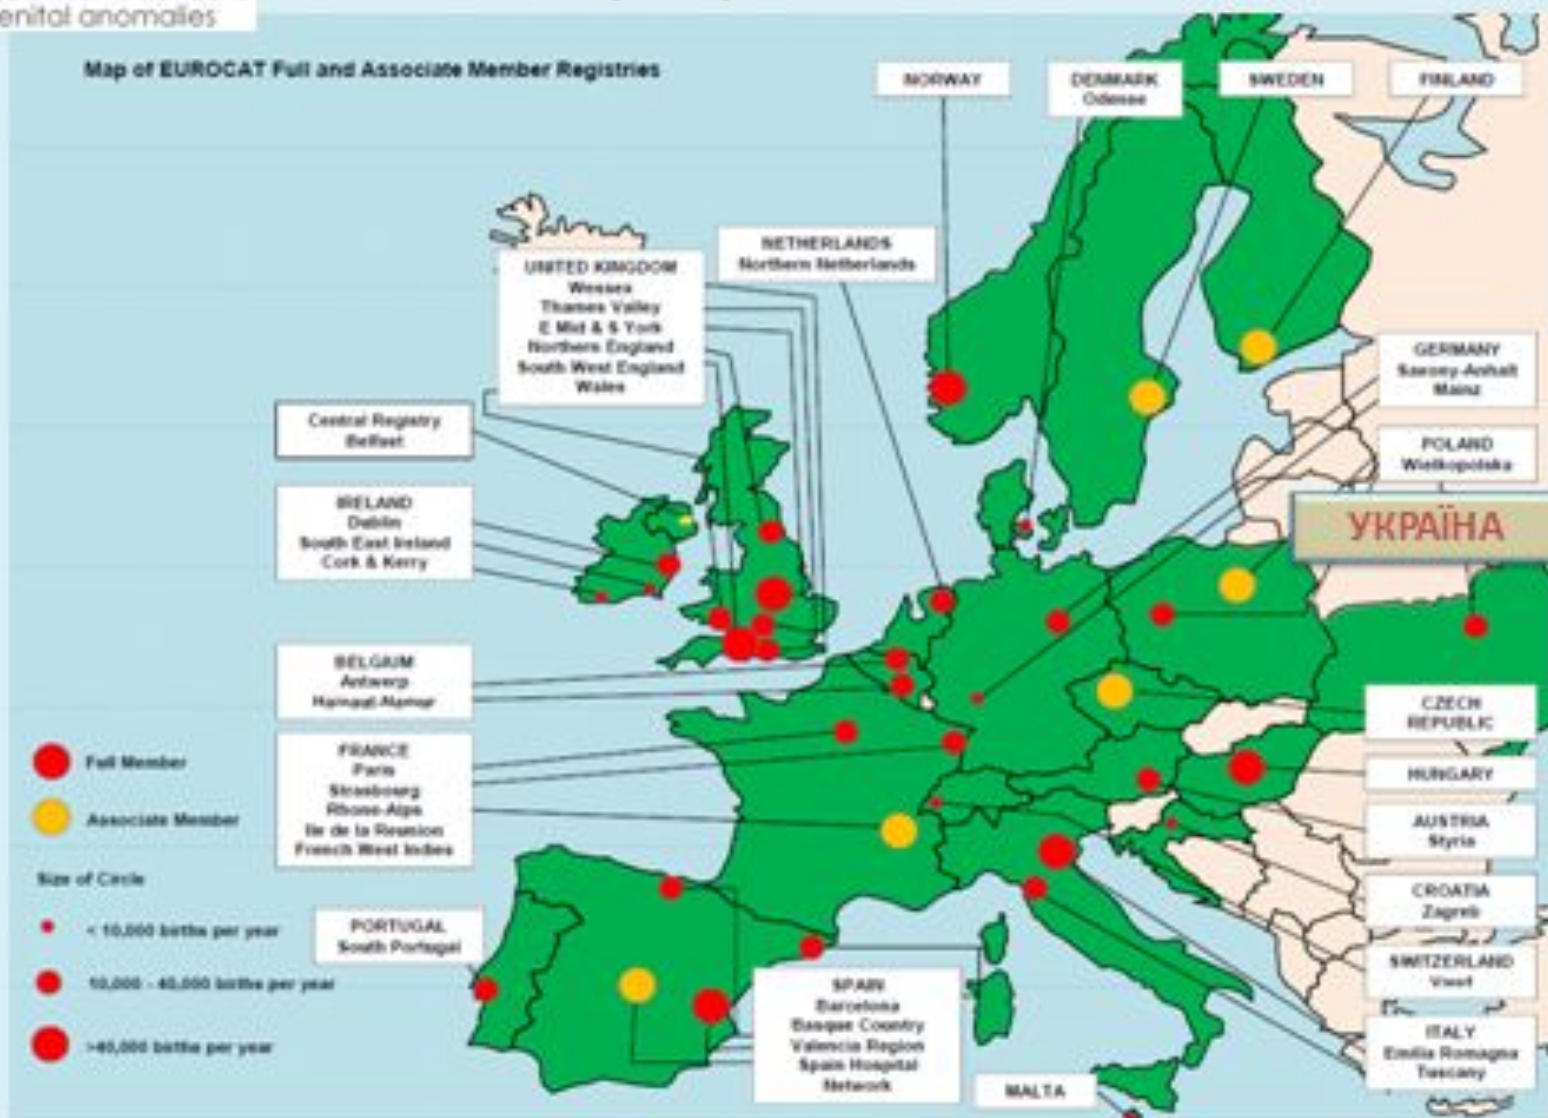 enital anomalies
Map of EUROCAT Full and Associate Member Registries
NORWAY
DENMARK
Odense
SWEDEN
FINLAND
NETHERLANDS
Northern Netherlands
UNITED KINGDOM
Wessex
Thames Valley
E Mid & S York
Northern England
South West England
Wales
GERMANY
Saxony-Anhalt
Mainz
Central Registry
Belfast
POLAND
Wielkopolska
УКРАЇНА
IRELAND
Dublin
South East Ireland
Cork & Kerry
BELGIUM
Antwerp
Hainaut-Namur
CZECH
REPUBLIC
FRANCE
Paris
Strasbourg
Rhone-Alps
Ile de la Reunion
French West Indies
Full Member
Associate Member
HUNGARY
AUSTRIA
Styria
Size of Circle
< 10,000 births per year
10,000 - 40,000 births per year
>40,000 births per year
CROATIA
Zagreb
PORTUGAL
South Portugal
SWITZERLAND
Vaud
SPAIN
Barcelona
Basque Country
Valencia Region
Spain Hospital
Network
ITALY
Emilia Romagna
Tuscany
MALTA